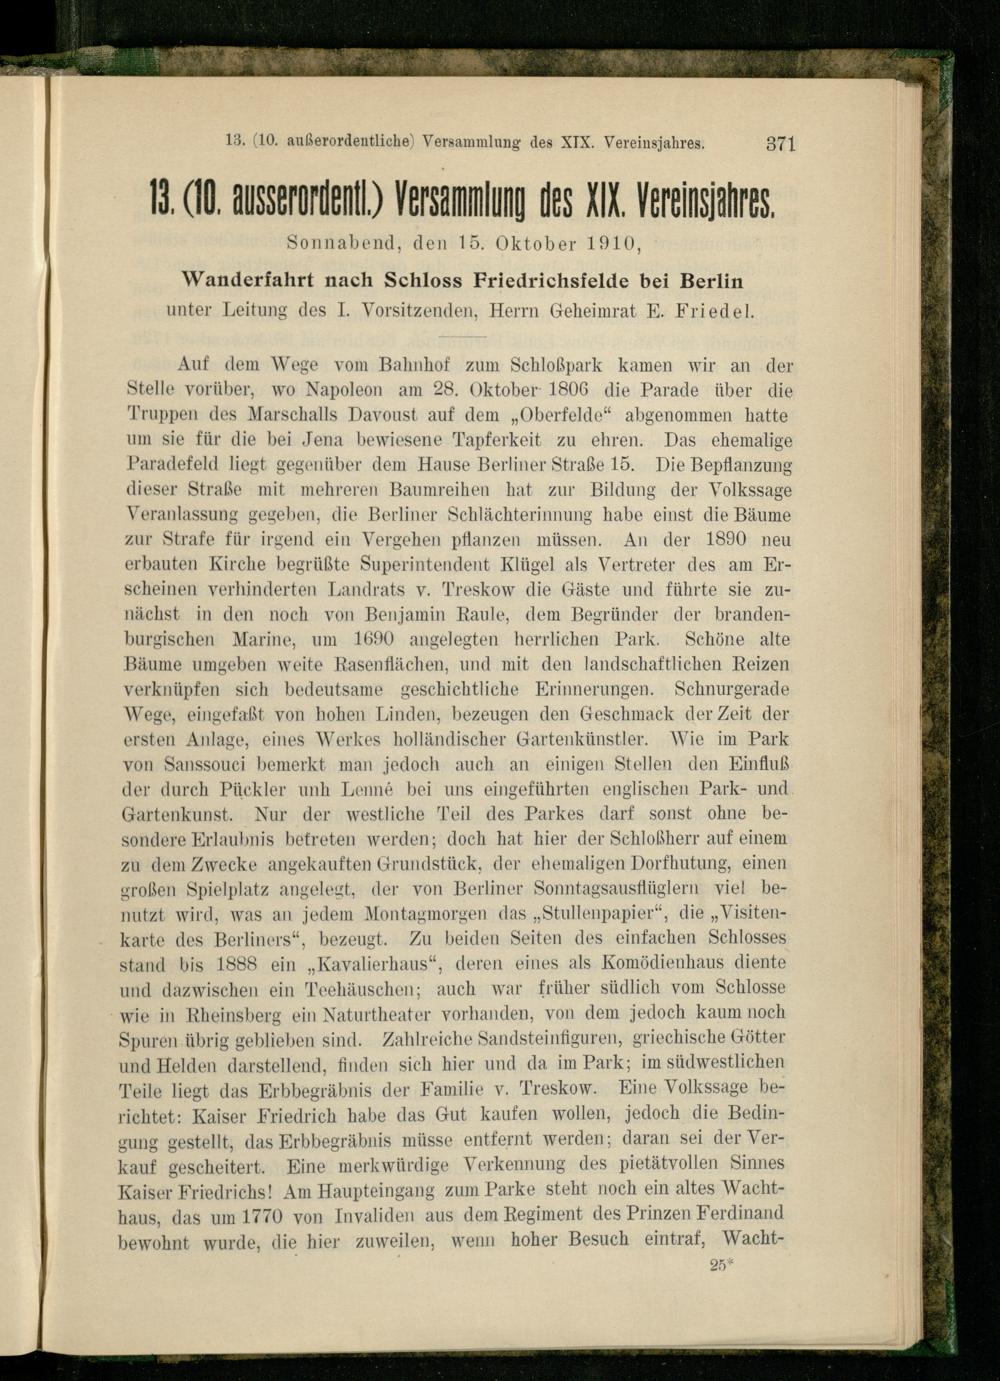 13. (10. außerordentliche) Versammlung des XIX. Vereinsjahres. 371
13. (10. ausserordentl.) Versammlung des XIX. Vereinsjahres.
Sonnabend, den 15. Oktober 1910,
Wanderfahrt nach Schloss Friedrichsfelde bei Berlin
unter Leitung des I. Vorsitzenden, Herrn Geheimrat E. Friedel.
Auf dem Wege vom Bahnhof zum Schloßpark kamen wir an der
Stelle vorüber, wo Napoleon am 28. Oktober 1806 die Parade über die
Truppen des Marschalls Davoust auf dem „Oberfelde“ abgenommen hatte
um sie für die bei Jena bewiesene Tapferkeit zu ehren. Das ehemalige
Paradefeld liegt gegenüber dem Hause Berliner Straße 15. Die Bepflanzung
dieser Straße mit mehreren Baumreihen hat zur Bildung der Volkssage
Veranlassung gegeben, die Berliner Schlächterinnung habe einst die Bäume
zur Strafe für irgend ein Vergehen pflanzen müssen. An der 1890 neu
erbauten Kirche begrüßte Superintendent Klügel als Vertreter des am Er-
scheinen verhinderten Landrats v. Treskow die Gäste und führte sie zu-
nächst in den noch von Benjamin Raule, dem Begründer der branden-
burgischen Marine, um 1690 angelegten herrlichen Park. Schöne alte
Bäume umgeben weite Rasenflächen, und mit den landschaftlichen Reizen
verknüpfen sich bedeutsame geschichtliche Erinnerungen. Schnurgerade
Wege, eingefaßt von hohen Linden, bezeugen den Geschmack der Zeit der
ersten Anlage, eines Werkes holländischer Gartenkünstler. Wie im Park
von Sanssouci bemerkt man jedoch auch an einigen Stellen den Einfluß
der durch Pückler unh Lenné bei uns eingeführten englischen Park- und
Gartenkunst. Nur der westliche Teil des Parkes darf sonst ohne be-
sondere Erlaubnis betreten werden; doch hat hier der Schloßherr auf einem
zu dem Zwecke angekauften Grundstück, der ehemaligen Dorfhutung, einen
großen Spielplatz angelegt, der von Berliner Sonntagsausflüglern viel be-
nutzt wird, was an jedem Montagmorgen das „Stullenpapier“, die „Visiten-
karte des Berliners“, bezeugt. Zu beiden Seiten des einfachen Schlosses
stand bis 1888 ein „Kavalierhaus“, deren eines als Komödienhaus diente
und dazwischen ein Teehäuschen; auch war früher südlich vom Schlosse
wie in Rheinsberg ein Naturtheater vorhanden, von dem jedoch kaum noch
Spuren übrig geblieben sind. Zahlreiche Sandsteinfiguren, griechische Götter
und Helden darstellend, finden sich hier und da im Park; im südwestlichen
Teile liegt das Erbbegräbnis der Familie v. Treskow. Eine Volkssage be-
richtet: Kaiser Friedrich habe das Gut kaufen wollen, jedoch die Bedin-
gung gestellt, das Erbbegräbnis müsse entfernt werden; daran sei der Ver-
kauf gescheitert. Eine merkwürdige Verkennung des pietätvollen Sinnes
Kaiser Friedrichs! Am Haupteingang zum Parke steht noch ein altes Wacht-
haus, das um 1770 von Invaliden aus dem Regiment des Prinzen Ferdinand
bewohnt wurde, die hier zuweilen, wenn hoher Besuch eintraf, Wacht-
25*